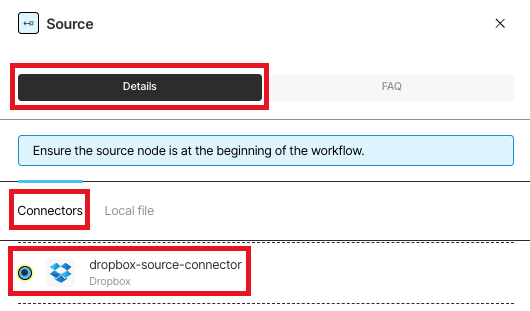 Source
Details
FAQ
Ensure the source node is at the beginning of the workflow.
Connectors
Local file
dropbox-source-connector
Dropbox